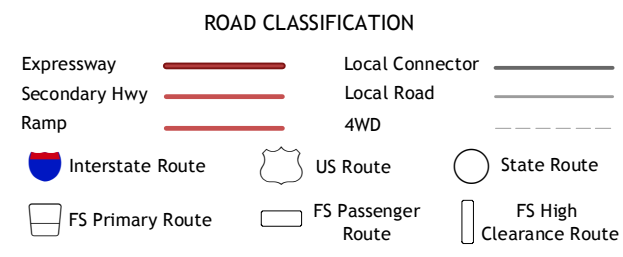 ROAD CLASSIFICATION
Expressway
Local Connector
Secondary Hwy
Local Road
Ramp
4WD
Interstate Route
US Route
State Route
FS Primary Route
FS Passenger
Route
FS High
Clearance Route